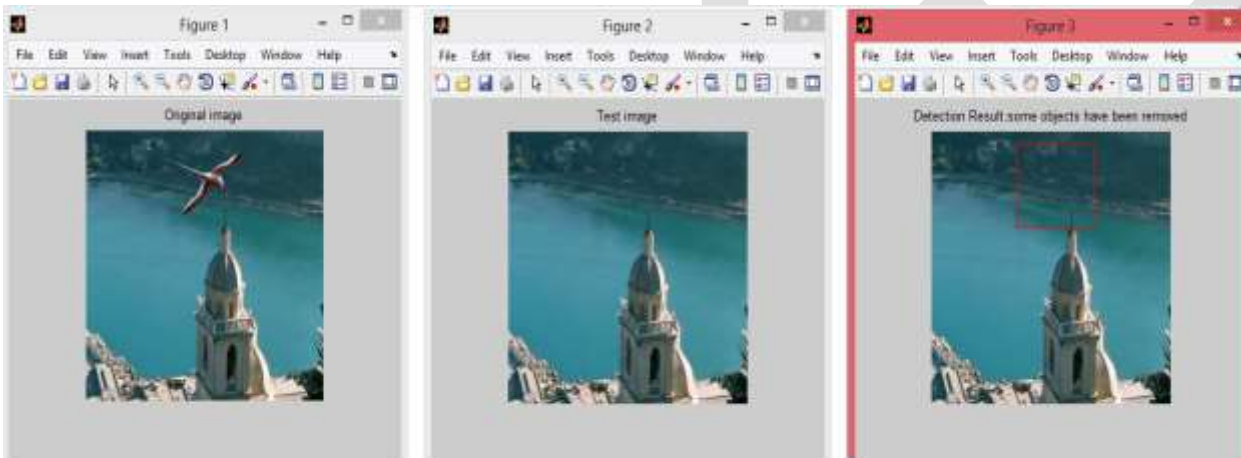 Figure 1
File Edit View Insert Tools Desktop Window Help
Original image
Figure 2
File Edit View Insert Tools Desktop Window Help
Test image
Figure 3
File Edit View Insert Tools Desktop Window Help
Detection Result:some objects have been removed